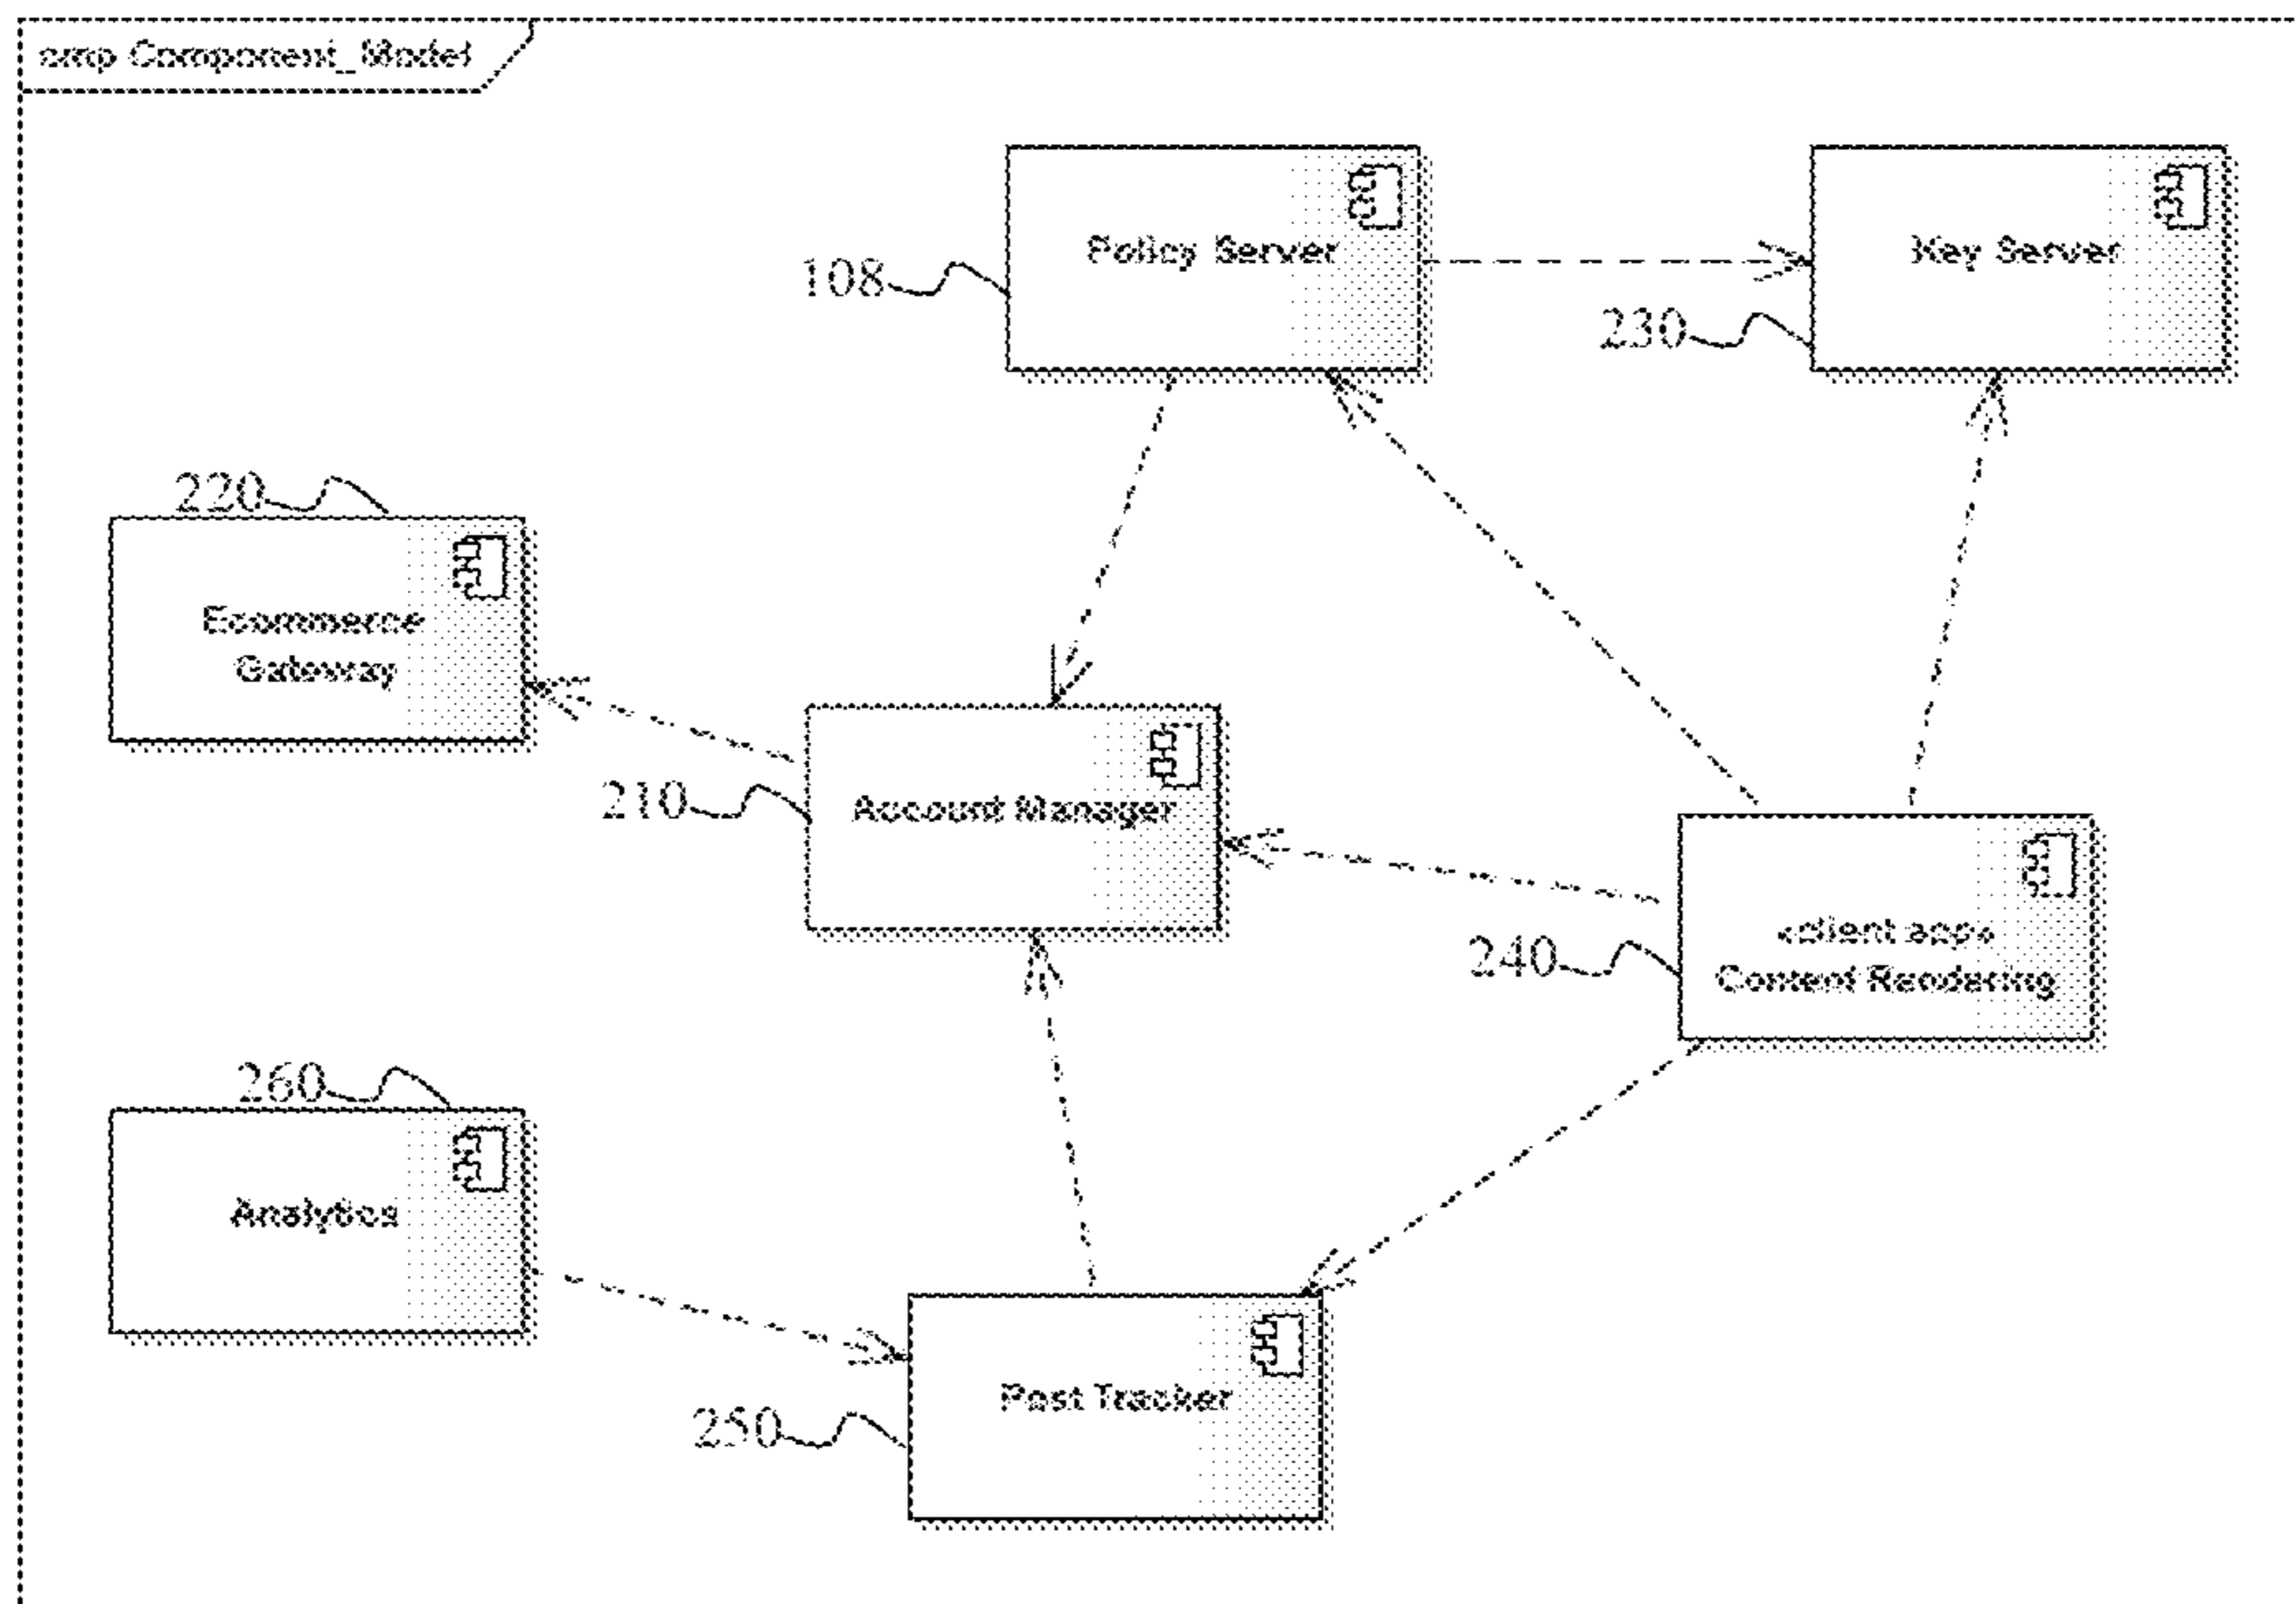 cmp Component_Model
Policy Server
Key Server
108
230
220
Ecommerce
Gateway
210
Account Manager
240
«client app»
Content Rendering
260
Analytics
250
Post Tracker